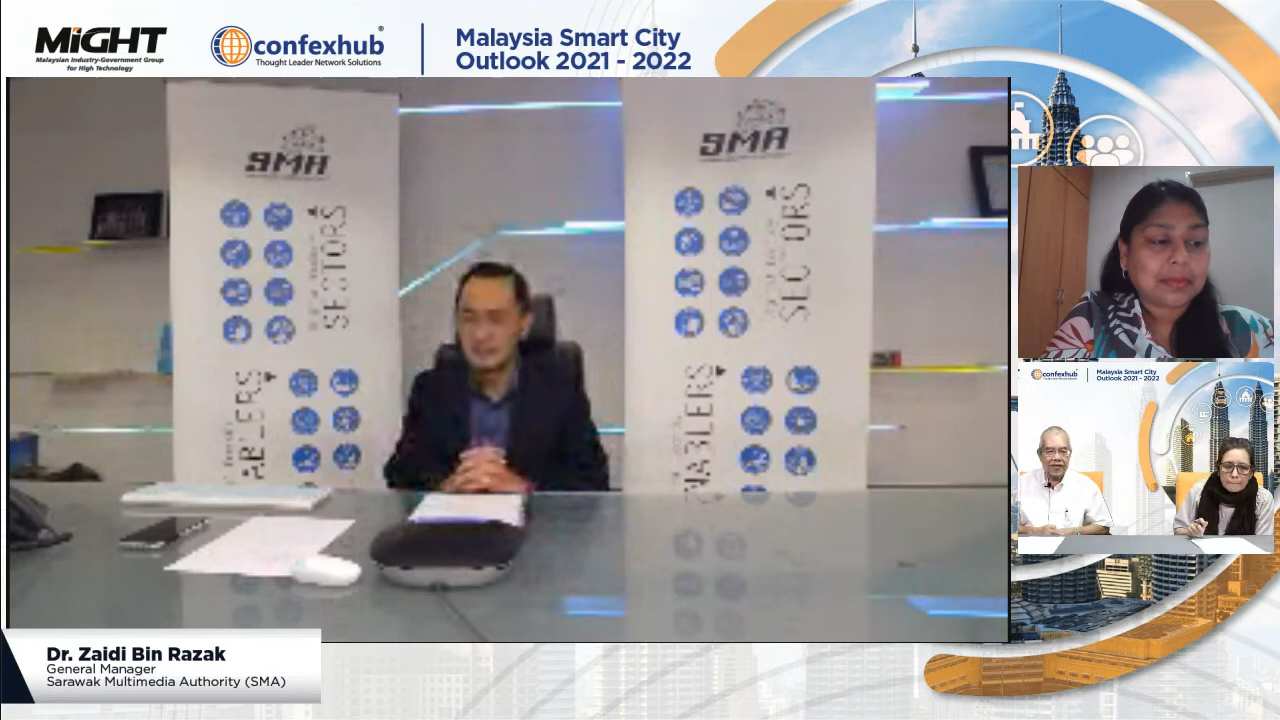 MiGHT
Malaysian Industry-Government Group
for High Technology
confexhub®
Thought Leader Network Solutions
Malaysia Smart City
Outlook 2021 - 2022
SMA
SECTORS
SMA
SECTORS
confexhub
Malaysia Smart City
Outlook 2021 - 2022
Dr. Zaidi Bin Razak
General Manager
Sarawak Multimedia Authority (SMA)